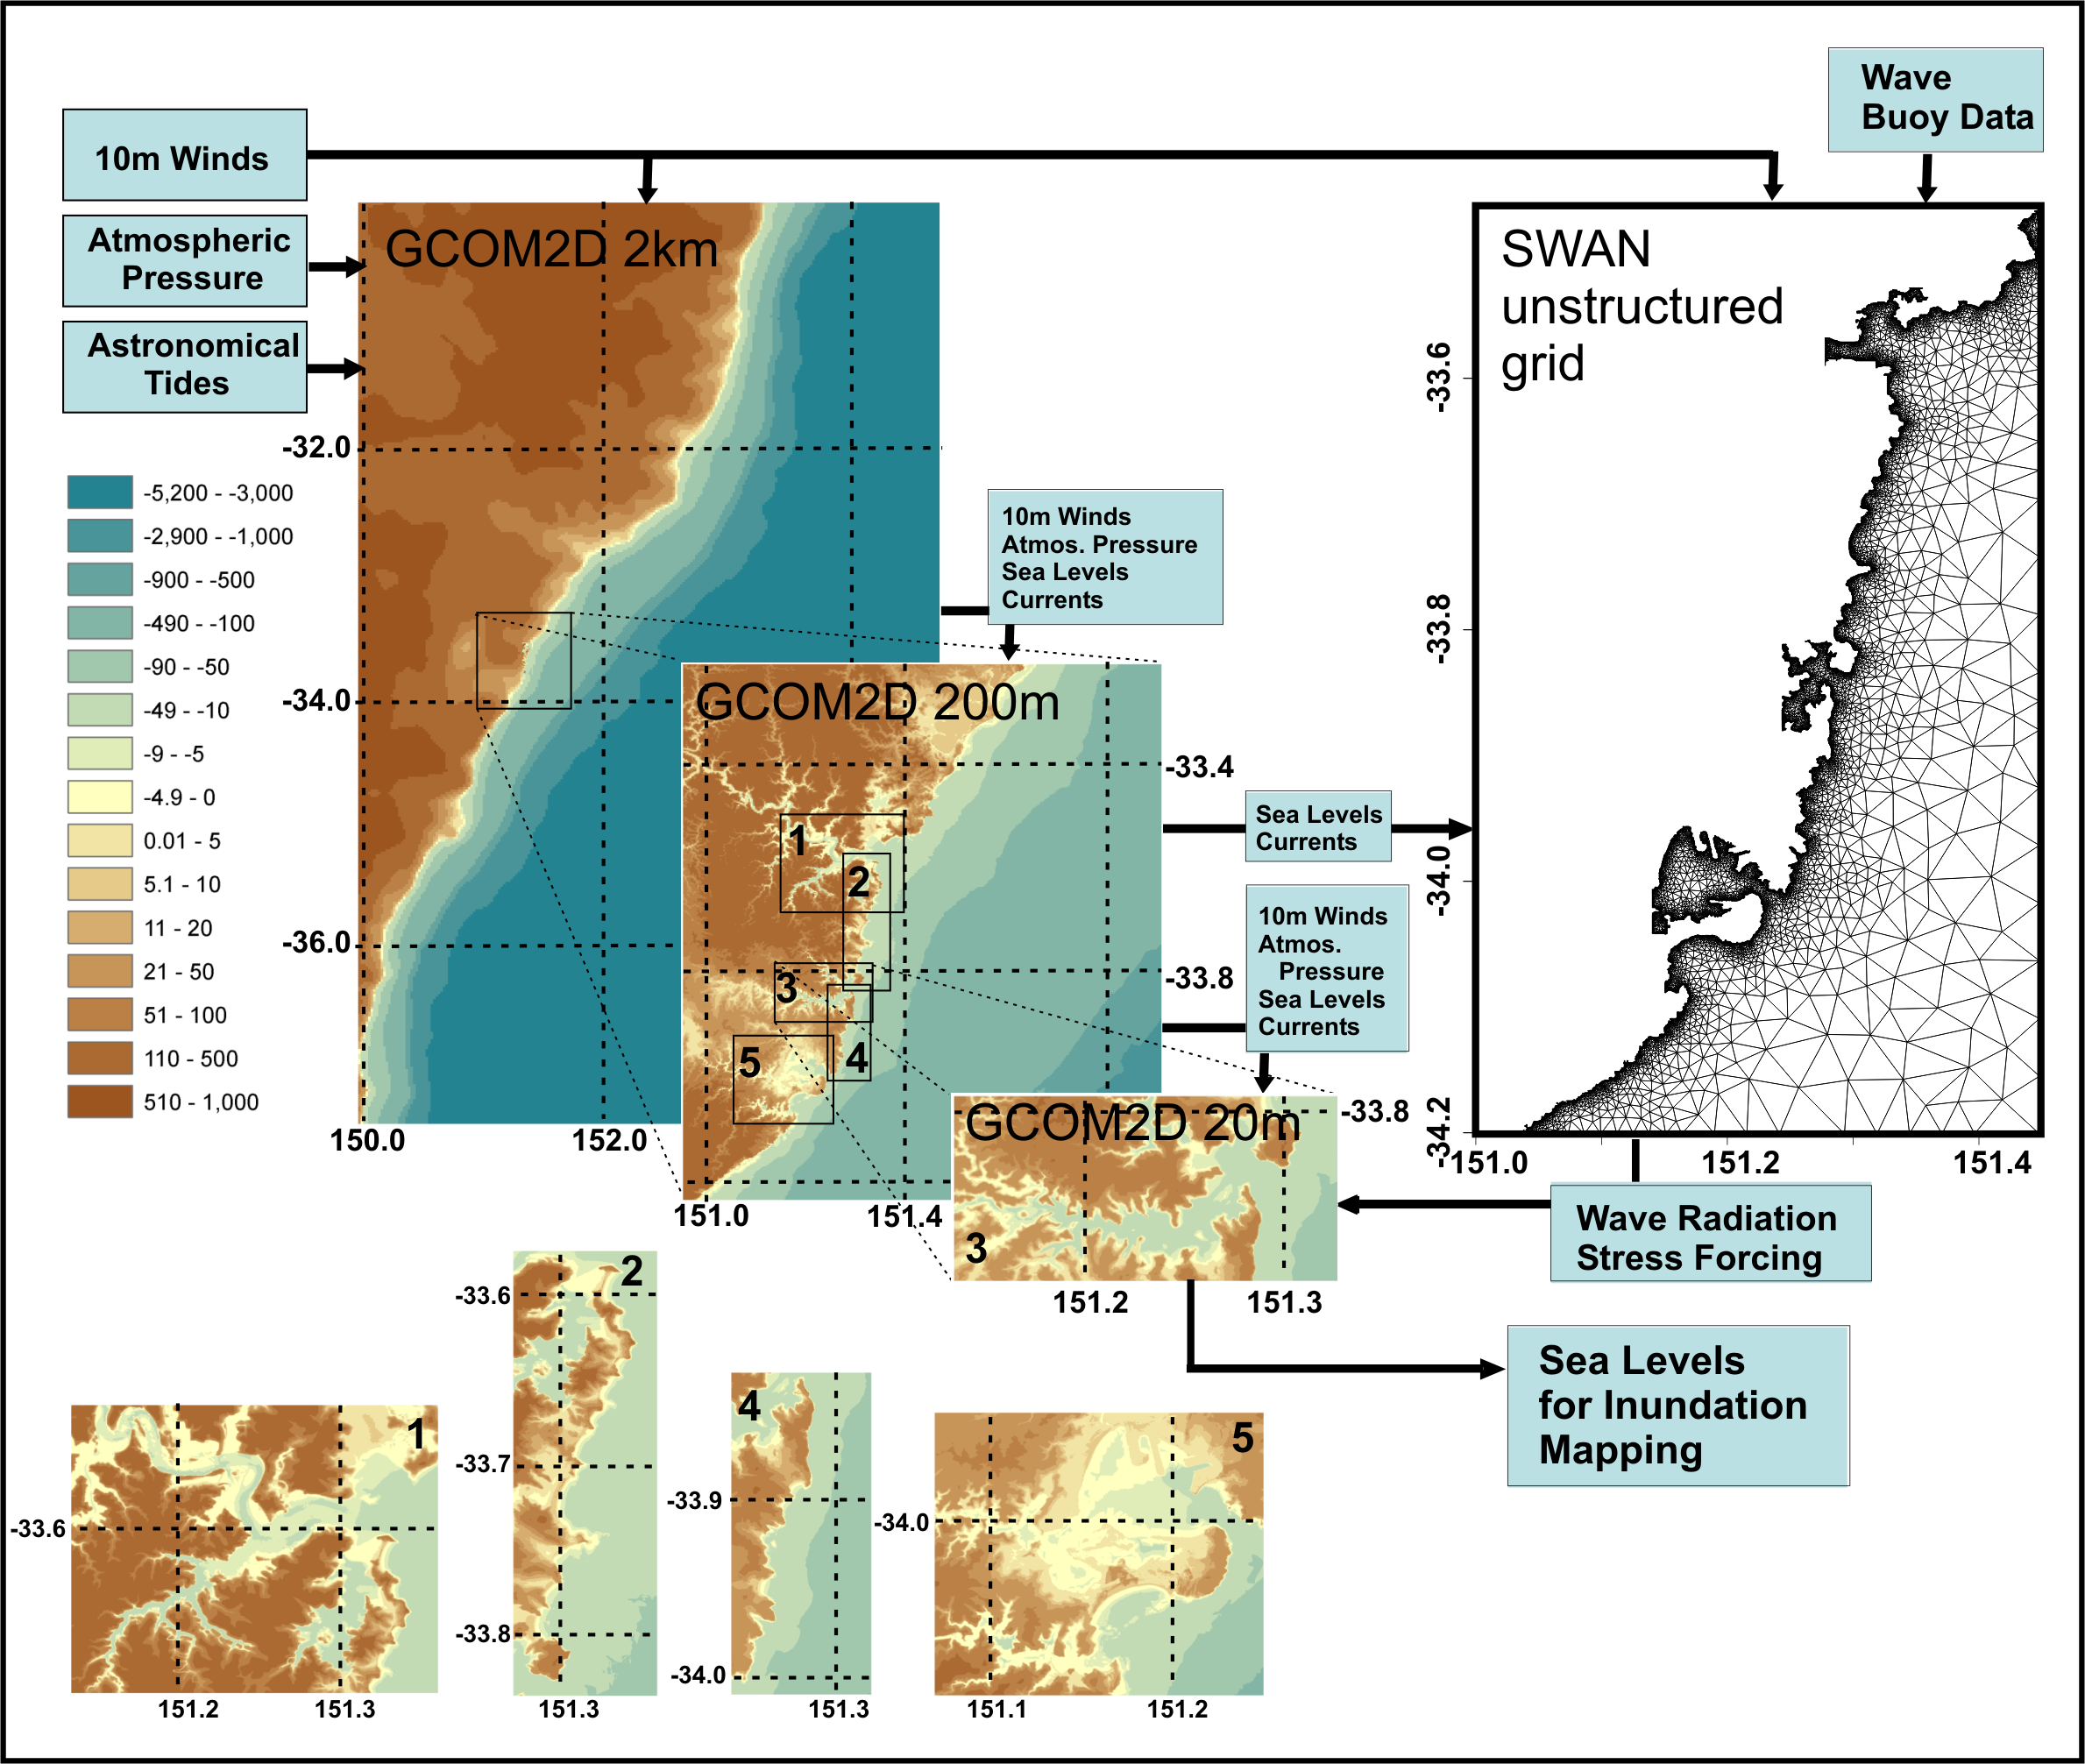 Wave
Buoy Data
10m Winds
Atmospheric
Pressure
Astronomical
Tides
GCOM2D 2km
SWAN
unstructured
grid
-32.0
-34.0
-36.0
150.0
152.0
-5,200 - -3,000
-2,900 - -1,000
-900 - -500
-490 - -100
-90 - -50
-49 - -10
-9 - -5
-4.9 - 0
0.01 - 5
5.1 - 10
11 - 20
21 - 50
51 - 100
110 - 500
510 - 1,000
10m Winds
Atmos. Pressure
Sea Levels
Currents
GCOM2D 200m
-33.4
-33.8
151.0
151.4
1
2
3
4
5
Sea Levels
Currents
10m Winds
Atmos.
Pressure
Sea Levels
Currents
-33.6
-33.8
-34.0
-34.2
151.0
151.2
151.4
GCOM2D 20m
-33.8
3
151.2
151.3
Wave Radiation
Stress Forcing
Sea Levels
for Inundation
Mapping
1
-33.6
151.2
151.3
2
-33.6
-33.7
-33.8
151.3
4
-33.9
-34.0
151.3
5
-34.0
151.1
151.2